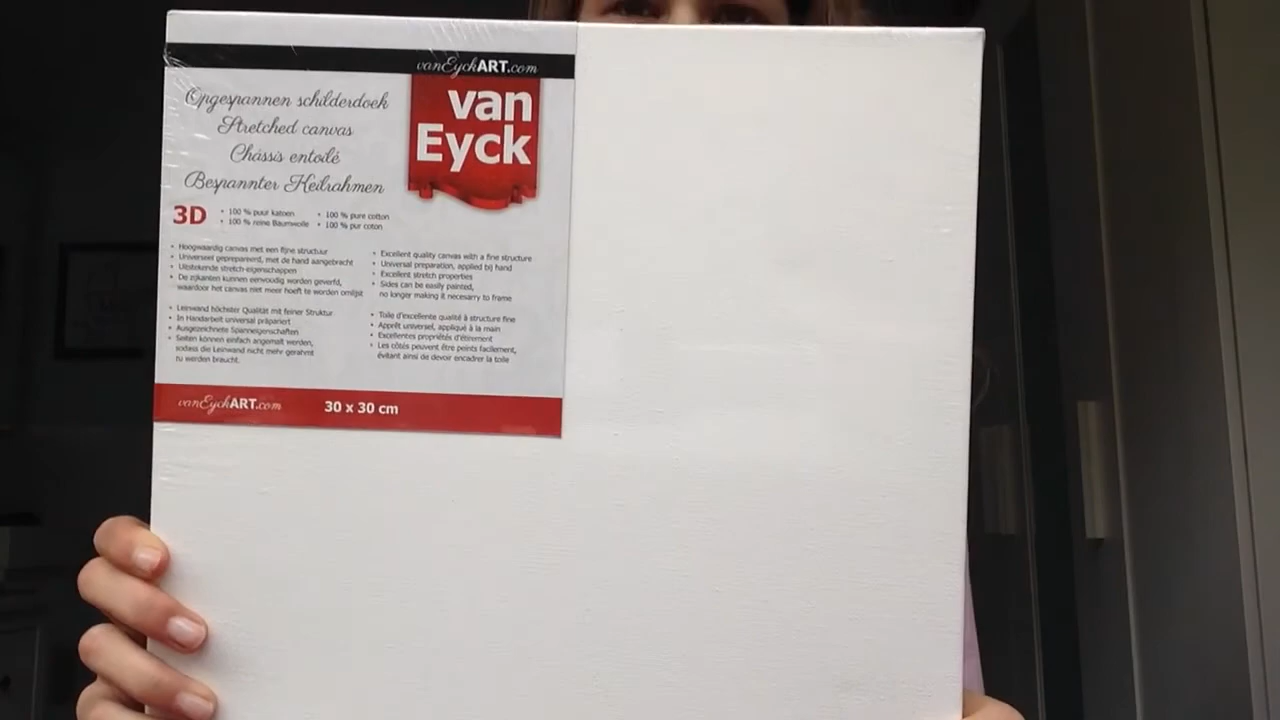 vanEyckART.com
van
Eyck
Opgespannen schilderdoek
Stretched canvas
Châssis entoilé
Bespannter Keilrahmen
3D
• 100 % puur katoen
• 100 % reine Baumwolle
• 100 % pure cotton
• 100 % pur coton
• Hoogwaardig canvas met een fijne structuur
• Universeel geprepareerd, met de hand aangebracht
• Uitstekende stretch-eigenschappen
• De zijkanten kunnen eenvoudig worden geverfd,
waardoor het canvas niet meer hoeft te worden omlijst
• Excellent quality canvas with a fine structure
• Universal preparation, applied bij hand
• Excellent stretch properties
• Sides can be easily painted,
no longer making it necesarry to frame
• Leinwand höchster Qualität mit feiner Struktur
• In Handarbeit universal präpariert
• Ausgezeichnete Spanneigenschaften
• Seiten können einfach angemalt werden,
sodass die Leinwand nicht mehr gerahmt
zu werden braucht.
• Toile d'excellente qualité à structure fine
• Apprêt universel, appliqué à la main
• Excellentes propriétés d'étirement
• Les côtés peuvent être peints facilement,
évitant ainsi de devoir encadrer la toile
vanEyckART.com
30 x 30 cm